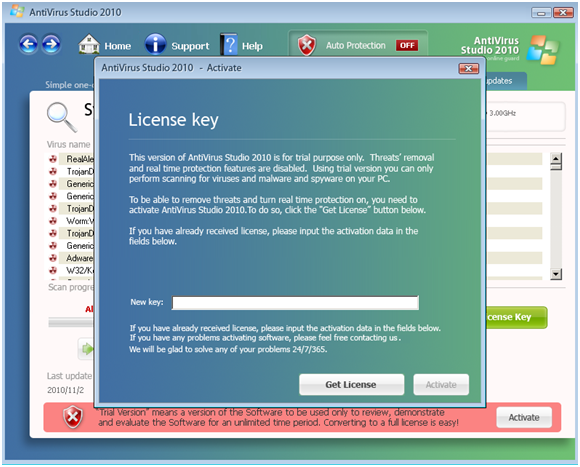 AntiVirus Studio 2010
Home
Support
Help
Auto Protection
OFF
AntiVirus
Studio 2010
online guard
Simple one-
updates
AntiVirus Studio 2010 - Activate
S
3.00GHz
License key
Virus name
RealAle
TrojanD
Generic
Generic
TrojanD
Worm:W
TrojanD
Generic
Adware
W32/K
This version of AntiVirus Studio 2010 is for trial purpose only. Threats' removal
and real time protection features are disabled. Using trial version you can only
perform scanning for viruses and malware and spyware on your PC.
To be able to remove threats and turn real time protection on, you need to
activate AntiVirus Studio 2010.To do so, click the "Get License" button below.
If you have already received license, please input the activation data in the
fields below.
Scan progre
Al
New key:
cense Key
If you have already received license, please input the activation data in the fields below.
If you have any problems activating software, please feel free contacting us.
We will be glad to solve any of your problems 24/7/365.
Last update
2010/11/2
Get License
Activate
"Trial Version" means a version of the Software to be used only to review, demonstrate
and evaluate the Software for an unlimited time period. Converting to a full license is easy!
Activate